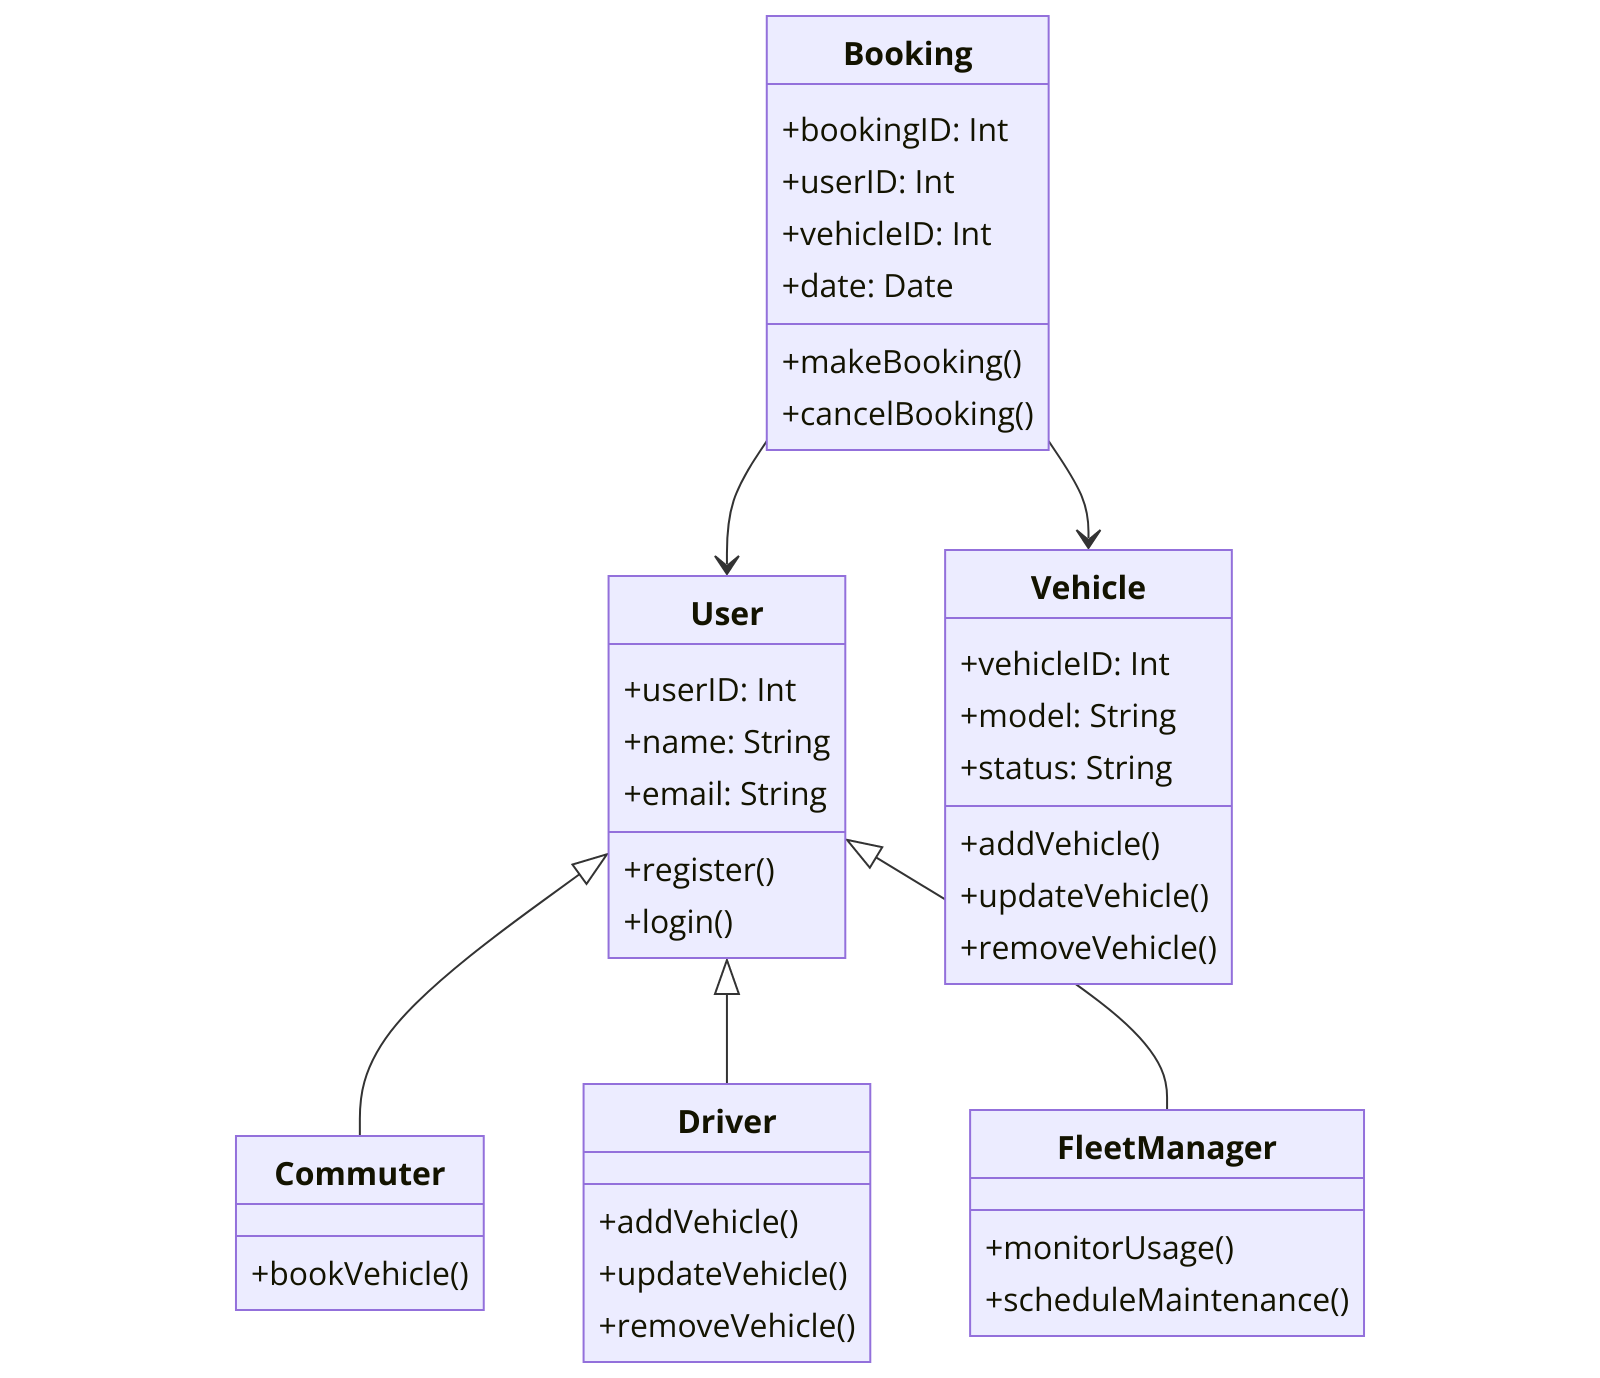 Booking
+bookingID: Int
+userID: Int
+vehicleID: Int
+date: Date
+makeBooking()
+cancelBooking()
User
+userID: Int
+name: String
+email: String
+register()
+login()
Vehicle
+vehicleID: Int
+model: String
+status: String
+addVehicle()
+updateVehicle()
+removeVehicle()
Commuter
+bookVehicle()
Driver
+addVehicle()
+updateVehicle()
+removeVehicle()
FleetManager
+monitorUsage()
+scheduleMaintenance()